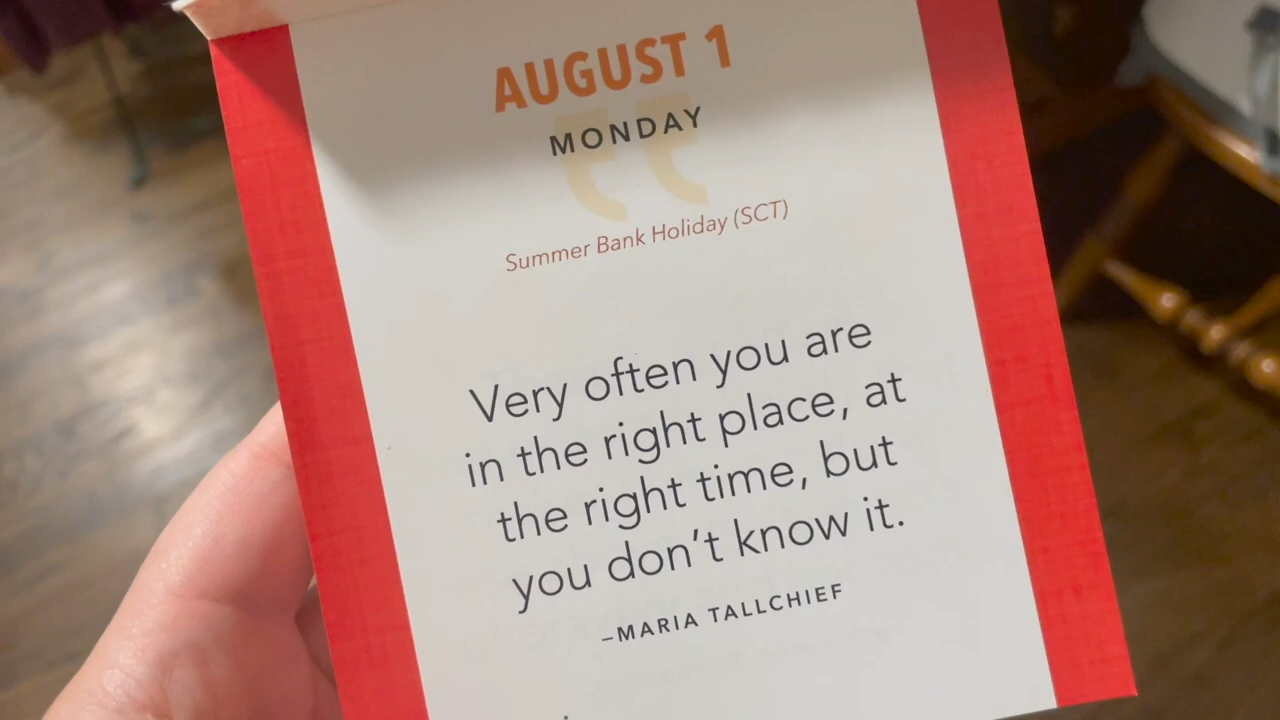 AUGUST 1
MONDAY
Summer Bank Holiday (SCT)
Very often you are
in the right place, at
the right time, but
you don’t know it.
–MARIA TALLCHIEF